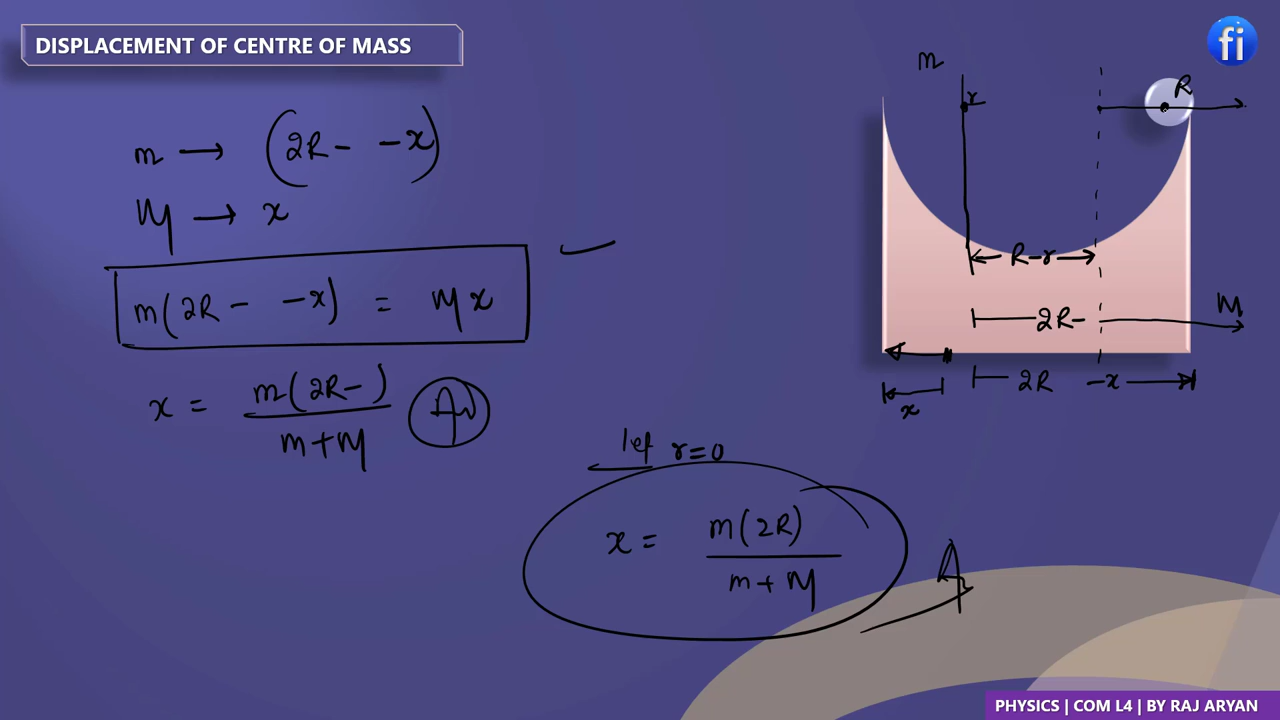 DISPLACEMENT OF CENTRE OF MASS
fi
m → (2R- -x)
M → x
m(2R- -x) = Mx
x = m(2R-) / m+M
let r=0
x = m(2R) / m+M
m
r
R
R-r
M
2R-
2R -x
x
PHYSICS | COM L4 | BY RAJ ARYAN